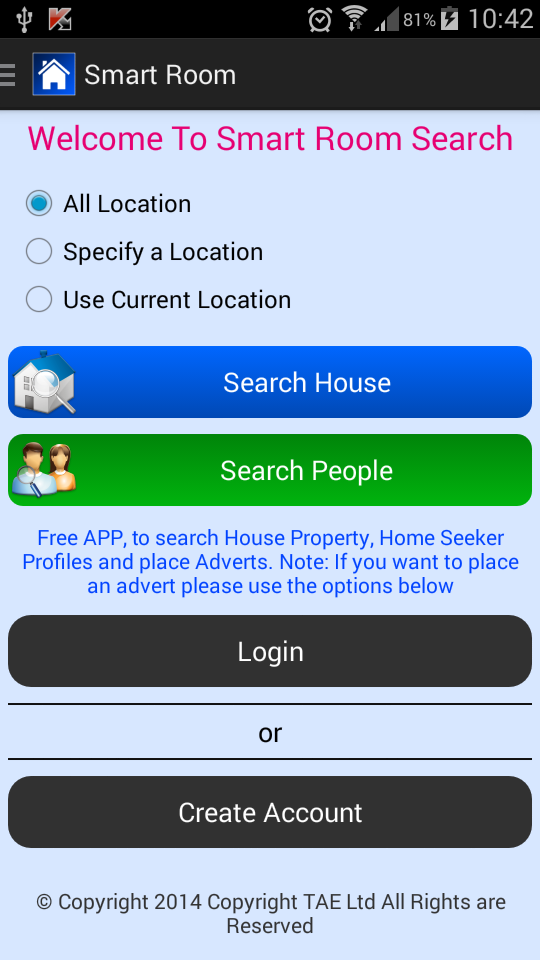 81% 10:42
Smart Room
Welcome To Smart Room Search
All Location
Specify a Location
Use Current Location
Search House
Search People
Free APP, to search House Property, Home Seeker
Profiles and place Adverts. Note: If you want to place
an advert please use the options below
Login
or
Create Account
© Copyright 2014 Copyright TAE Ltd All Rights are
Reserved